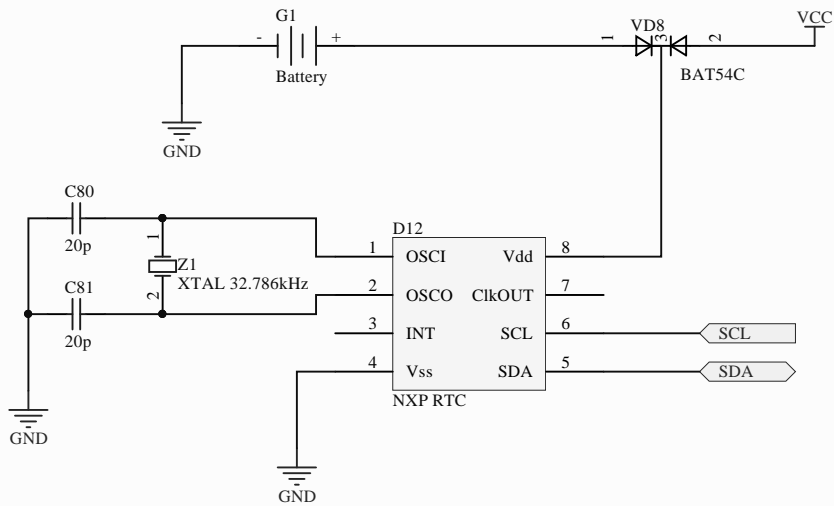 G1
- +
Battery
GND
VD8
1 3 2
BAT54C
VCC
C80
20p
1
Z1
XTAL 32.786kHz
2
C81
20p
GND
D12
1 OSCI Vdd 8
2 OSCO ClkOUT 7
3 INT SCL 6
4 Vss SDA 5
NXP RTC
SCL
SDA
GND